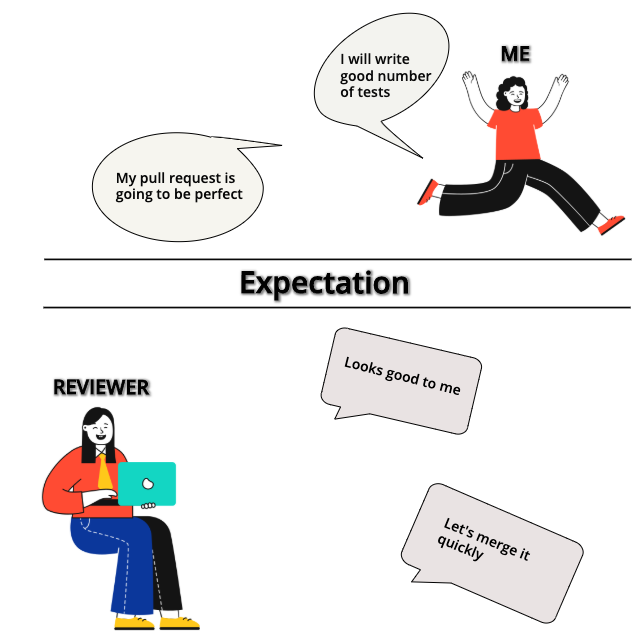 I will write
good number
of tests
ME
My pull request is
going to be perfect
Expectation
Looks good to me
REVIEWER
Let's merge it
quickly